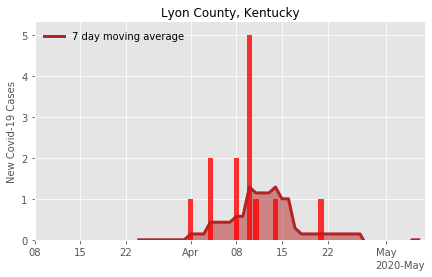 Lyon County, Kentucky
7 day moving average
New Covid-19 Cases
5
4
3
2
1
0
08 15 22 Apr 08 15 22 May
2020-May